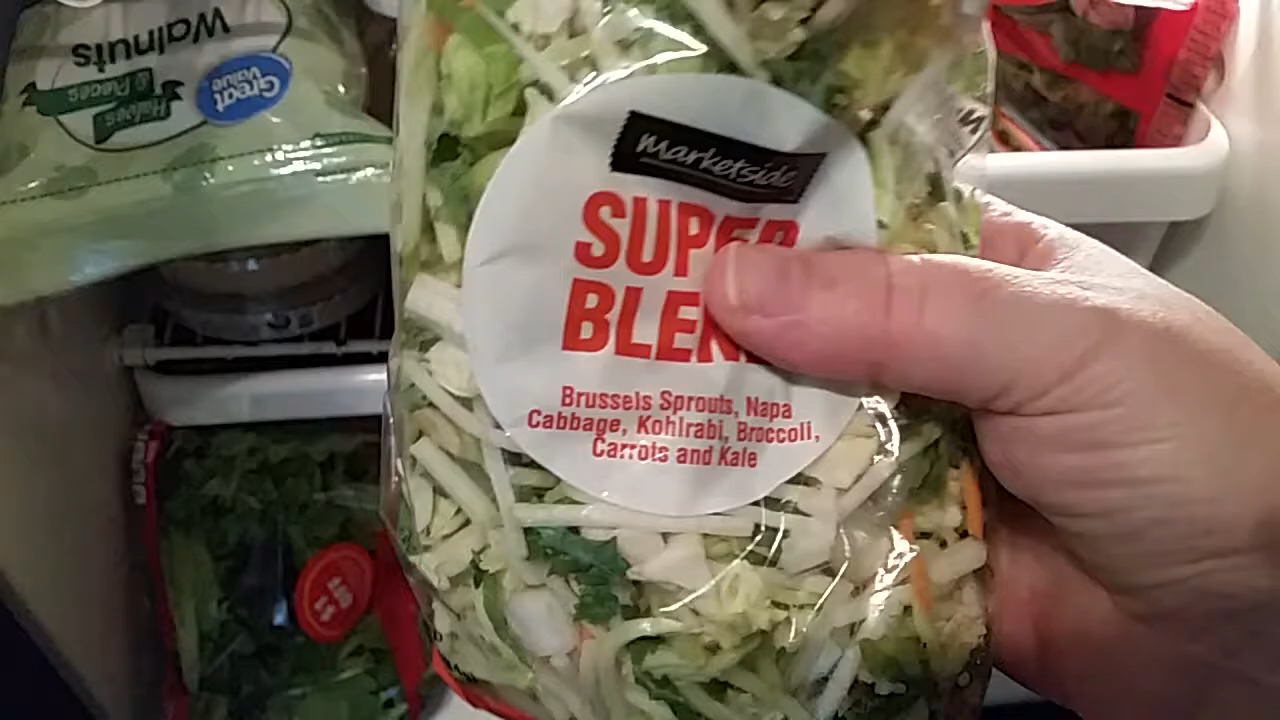 Walnuts
Halves
& Pieces
Great
Value
Marketside
SUPER
BLEN
Brussels Sprouts, Napa
Cabbage, Kohlrabi, Broccoli,
Carrots and Kale